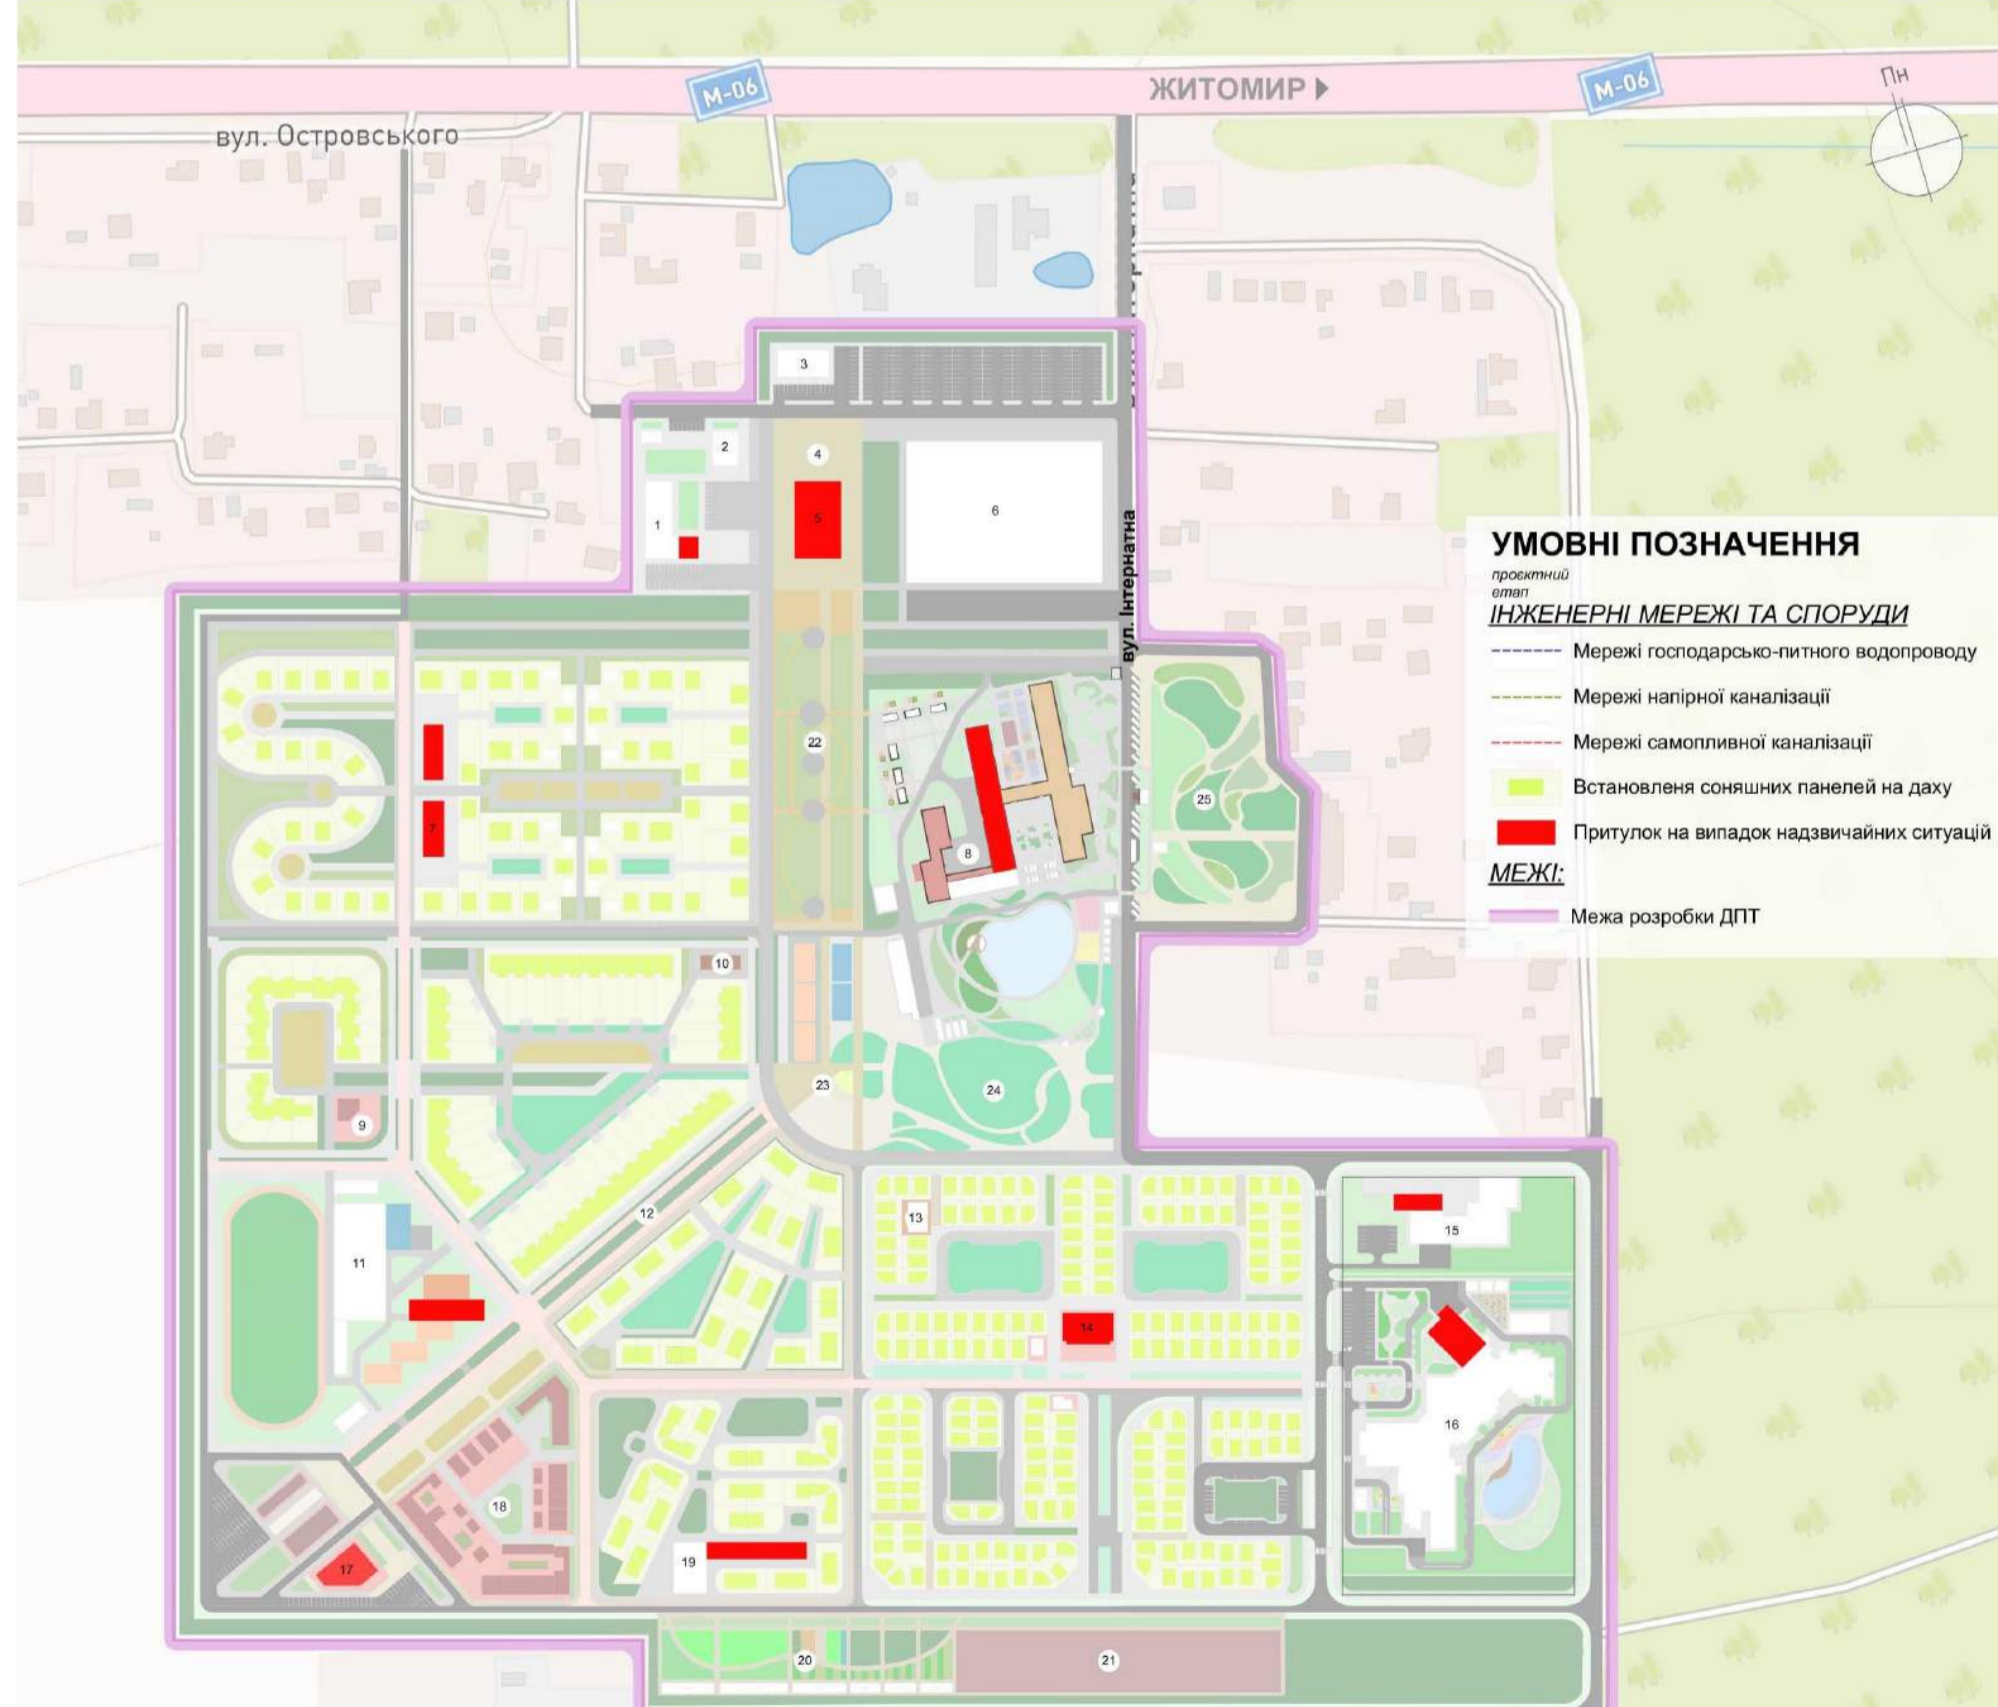 М-06
ЖИТОМИР
М-06
Пн
вул. Островського
3
2
4
1
5
6
вул. Інтернатна
УМОВНІ ПОЗНАЧЕННЯ
проєктний
етап
ІНЖЕНЕРНІ МЕРЕЖІ ТА СПОРУДИ
Мережі господарсько-питного водопроводу
Мережі напірної каналізації
Мережі самопливної каналізації
Встановленя соняшних панелей на даху
Притулок на випадок надзвичайних ситуацій
МЕЖІ:
Межа розробки ДПТ
22
25
7
8
10
23
24
9
12
13
15
11
14
16
18
17
19
20
21